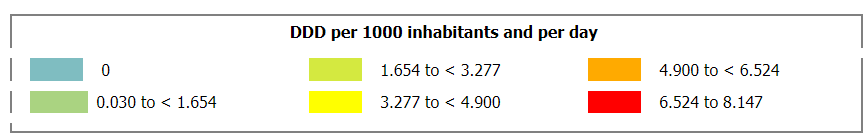 DDD per 1000 inhabitants and per day
0 1.654 to < 3.277 4.900 to < 6.524
0.030 to < 1.654 3.277 to < 4.900 6.524 to 8.147